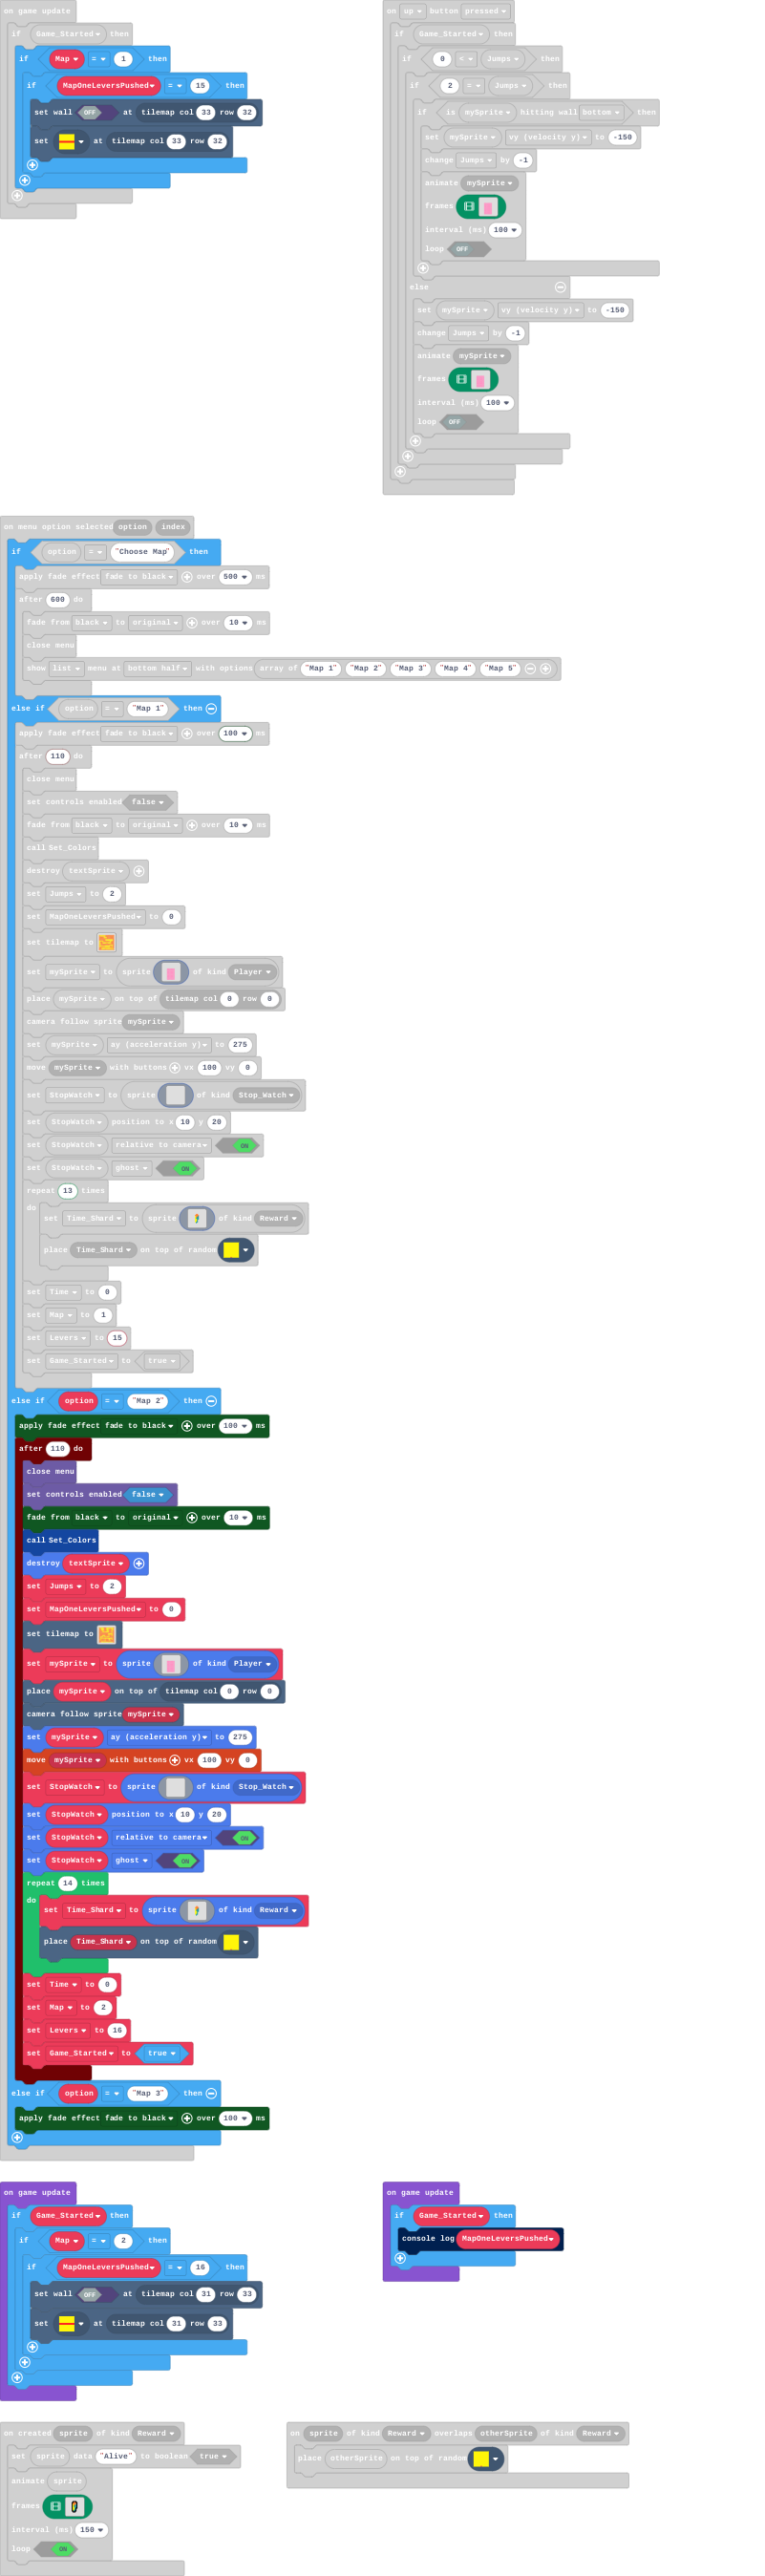 on game update
if Game_Started then
if Map = 1 then
if MapOneLeversPushed = 15 then
set wall OFF at tilemap col 33 row 32
set at tilemap col 33 row 32
on up button pressed
if Game_Started then
if 0 < Jumps then
if 2 = Jumps then
if is mySprite hitting wall bottom then
set mySprite vy (velocity y) to -150
change Jumps by -1
animate mySprite
frames
interval (ms) 100
loop OFF
else
set mySprite vy (velocity y) to -150
change Jumps by -1
animate mySprite
frames
interval (ms) 100
loop OFF
on menu option selected option index
if option = "Choose Map" then
apply fade effect fade to black over 500 ms
after 600 do
fade from black to original over 10 ms
close menu
show list menu at bottom half with options array of "Map 1" "Map 2" "Map 3" "Map 4" "Map 5"
else if option = "Map 1" then
apply fade effect fade to black over 100 ms
after 110 do
close menu
set controls enabled false
fade from black to original over 10 ms
call Set_Colors
destroy textSprite
set Jumps to 2
set MapOneLeversPushed to 0
set tilemap to
set mySprite to sprite of kind Player
place mySprite on top of tilemap col 0 row 0
camera follow sprite mySprite
set mySprite ay (acceleration y) to 275
move mySprite with buttons vx 100 vy 0
set StopWatch to sprite of kind Stop_Watch
set StopWatch position to x 10 y 20
set StopWatch relative to camera ON
set StopWatch ghost ON
repeat 13 times
do
set Time_Shard to sprite of kind Reward
place Time_Shard on top of random
set Time to 0
set Map to 1
set Levers to 15
set Game_Started to true
else if option = "Map 2" then
apply fade effect fade to black over 100 ms
after 110 do
close menu
set controls enabled false
fade from black to original over 10 ms
call Set_Colors
destroy textSprite
set Jumps to 2
set MapOneLeversPushed to 0
set tilemap to
set mySprite to sprite of kind Player
place mySprite on top of tilemap col 0 row 0
camera follow sprite mySprite
set mySprite ay (acceleration y) to 275
move mySprite with buttons vx 100 vy 0
set StopWatch to sprite of kind Stop_Watch
set StopWatch position to x 10 y 20
set StopWatch relative to camera ON
set StopWatch ghost ON
repeat 14 times
do
set Time_Shard to sprite of kind Reward
place Time_Shard on top of random
set Time to 0
set Map to 2
set Levers to 16
set Game_Started to true
else if option = "Map 3" then
apply fade effect fade to black over 100 ms
on game update
if Game_Started then
if Map = 2 then
if MapOneLeversPushed = 16 then
set wall OFF at tilemap col 31 row 33
set at tilemap col 31 row 33
on game update
if Game_Started then
console log MapOneLeversPushed
on created sprite of kind Reward
set sprite data "Alive" to boolean true
animate sprite
frames
interval (ms) 150
loop ON
on sprite of kind Reward overlaps otherSprite of kind Reward
place otherSprite on top of random